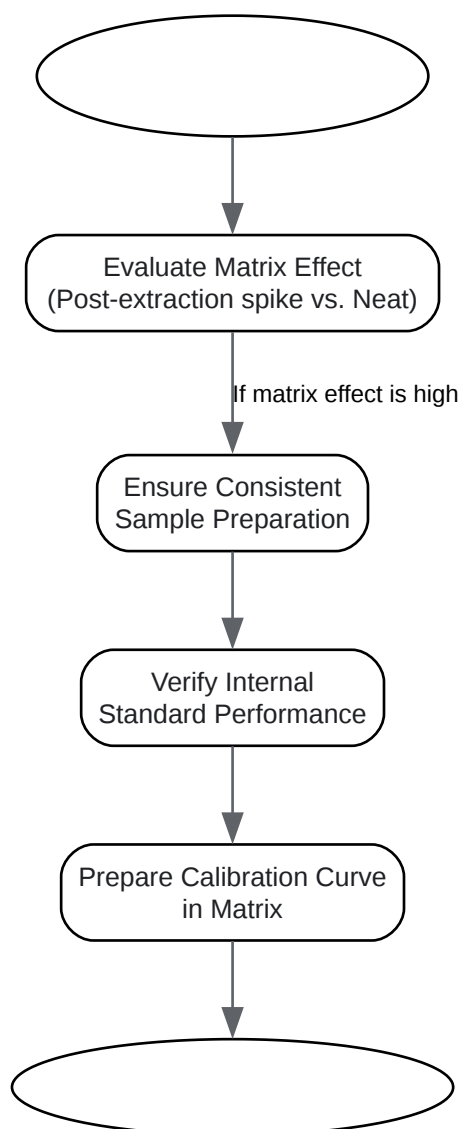 Evaluate Matrix Effect
(Post-extraction spike vs. Neat)
If matrix effect is high
Ensure Consistent
Sample Preparation
Verify Internal
Standard Performance
Prepare Calibration Curve
in Matrix